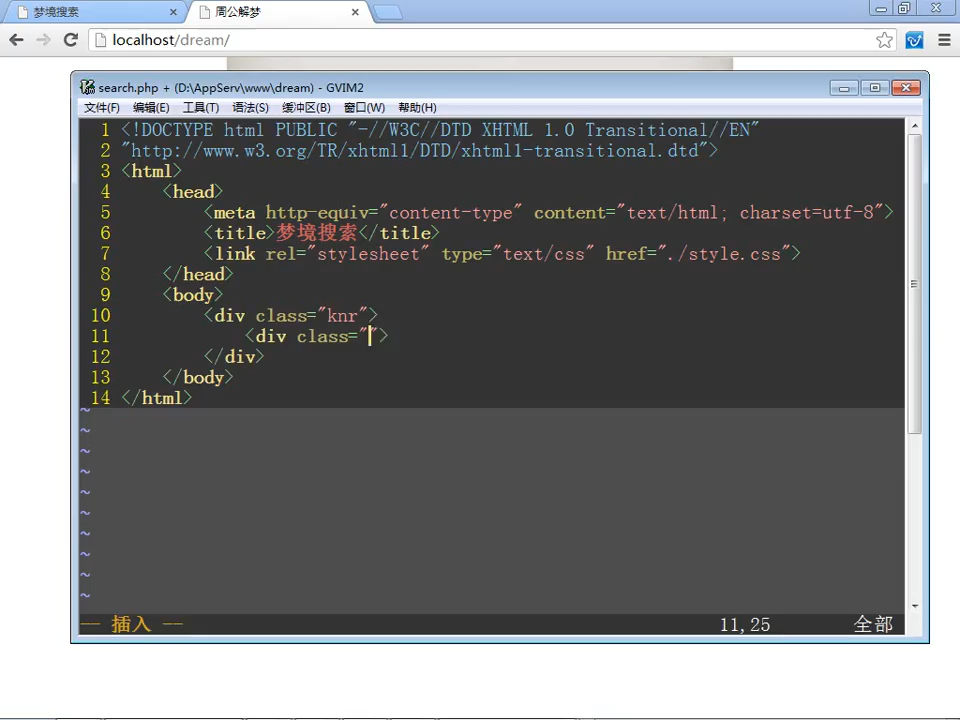 梦境搜索
周公解梦
localhost/dream/
search.php + (D:\AppServ\www\dream) - GVIM2
文件(F) 编辑(E) 工具(T) 语法(S) 缓冲区(B) 窗口(W) 帮助(H)
1 <!DOCTYPE html PUBLIC "-//W3C//DTD XHTML 1.0 Transitional//EN"
2 "http://www.w3.org/TR/xhtml1/DTD/xhtml1-transitional.dtd">
3 <html>
4 <head>
5 <meta http-equiv="content-type" content="text/html; charset=utf-8">
6 <title>梦境搜索</title>
7 <link rel="stylesheet" type="text/css" href="./style.css">
8 </head>
9 <body>
10 <div class="knr">
11 <div class="">
12 </div>
13 </body>
14 </html>
~
~
~
~
~
~
~
~
~
~
-- 插入 -- 11,25 全部